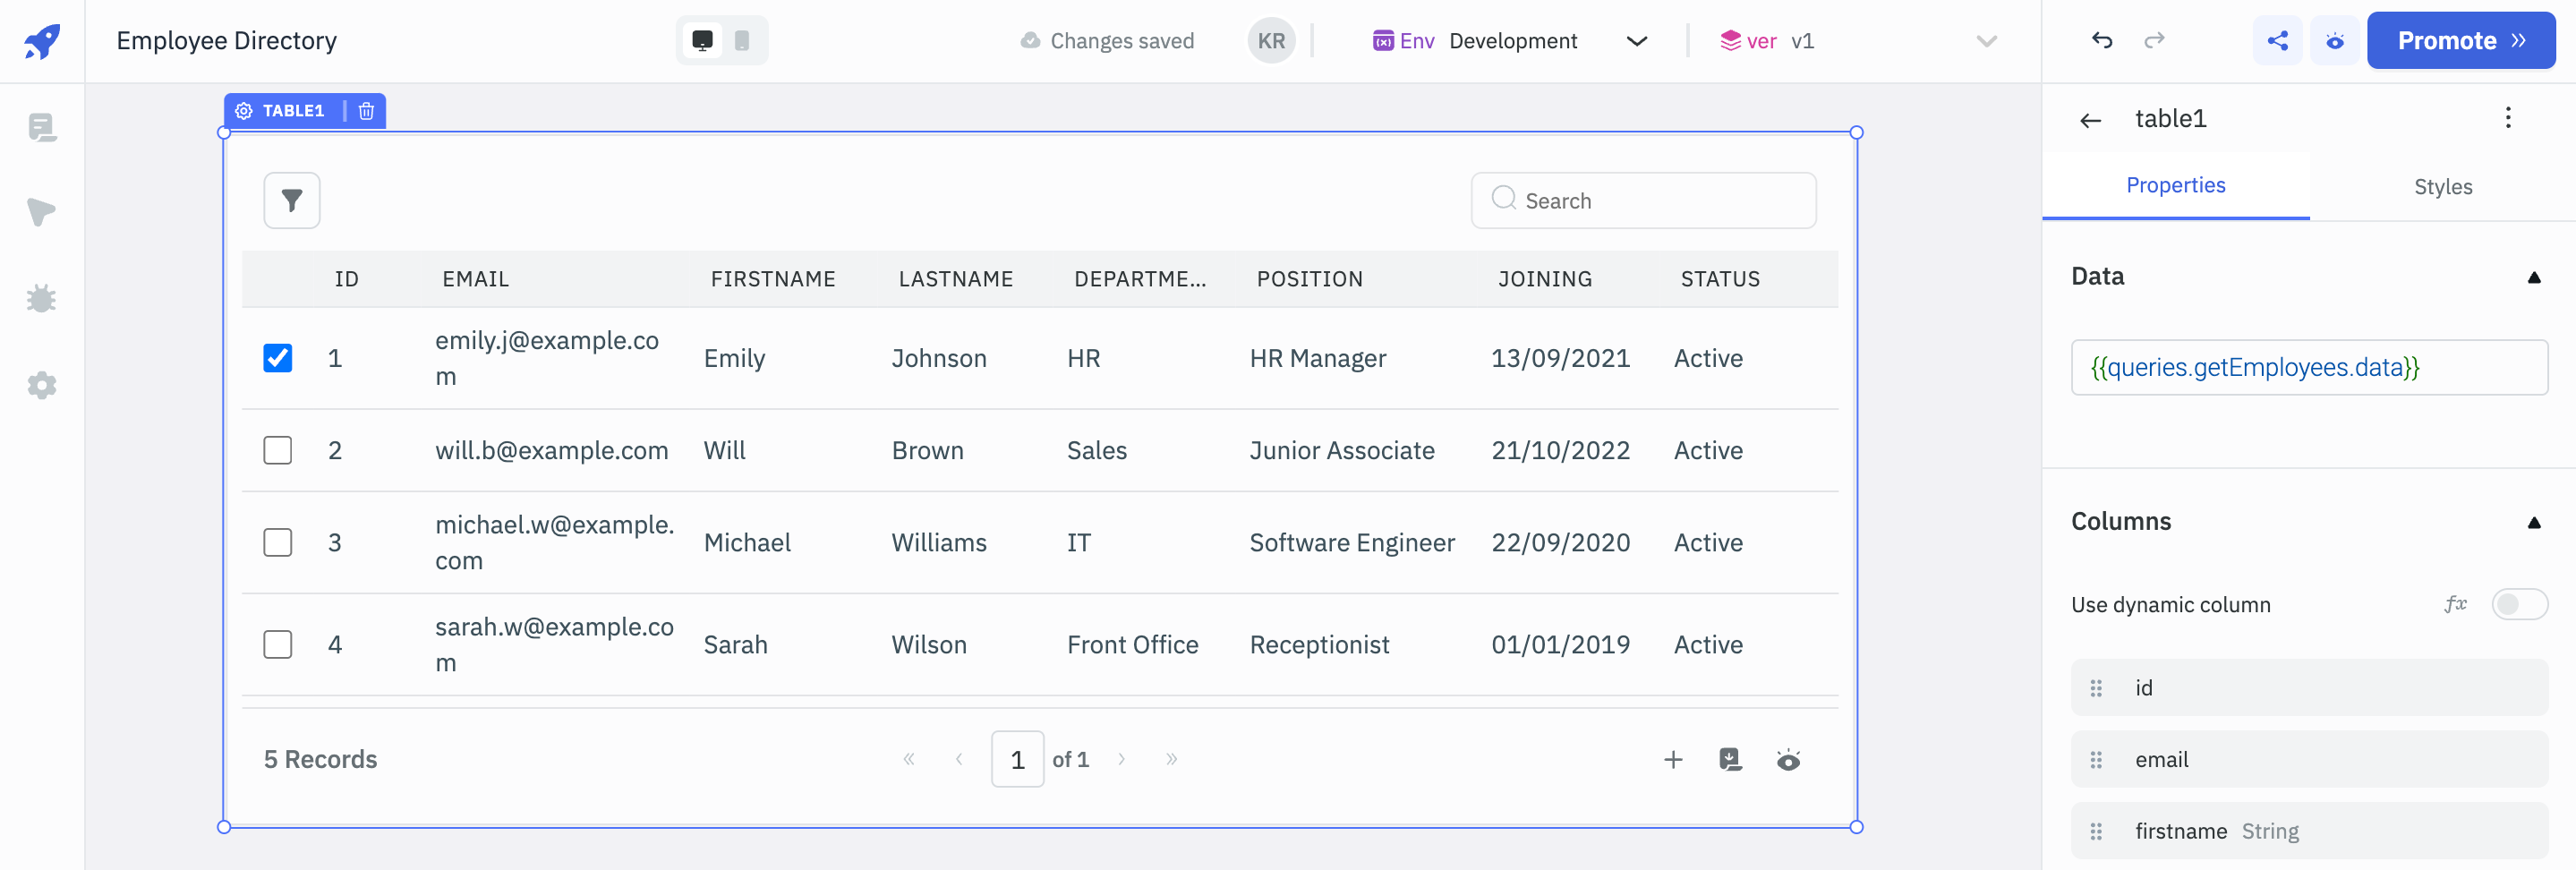 Employee Directory
Changes saved
KR
Env Development
ver v1
Promote
TABLE1
Search
ID EMAIL FIRSTNAME LASTNAME DEPARTME... POSITION JOINING STATUS
1 emily.j@example.co
m Emily Johnson HR HR Manager 13/09/2021 Active
2 will.b@example.com Will Brown Sales Junior Associate 21/10/2022 Active
3 michael.w@example.
com Michael Williams IT Software Engineer 22/09/2020 Active
4 sarah.w@example.co
m Sarah Wilson Front Office Receptionist 01/01/2019 Active
5 Records
« ‹ 1 of 1 › »
table1
Properties Styles
Data
{{queries.getEmployees.data}}
Columns
Use dynamic column fx
id
email
firstname String